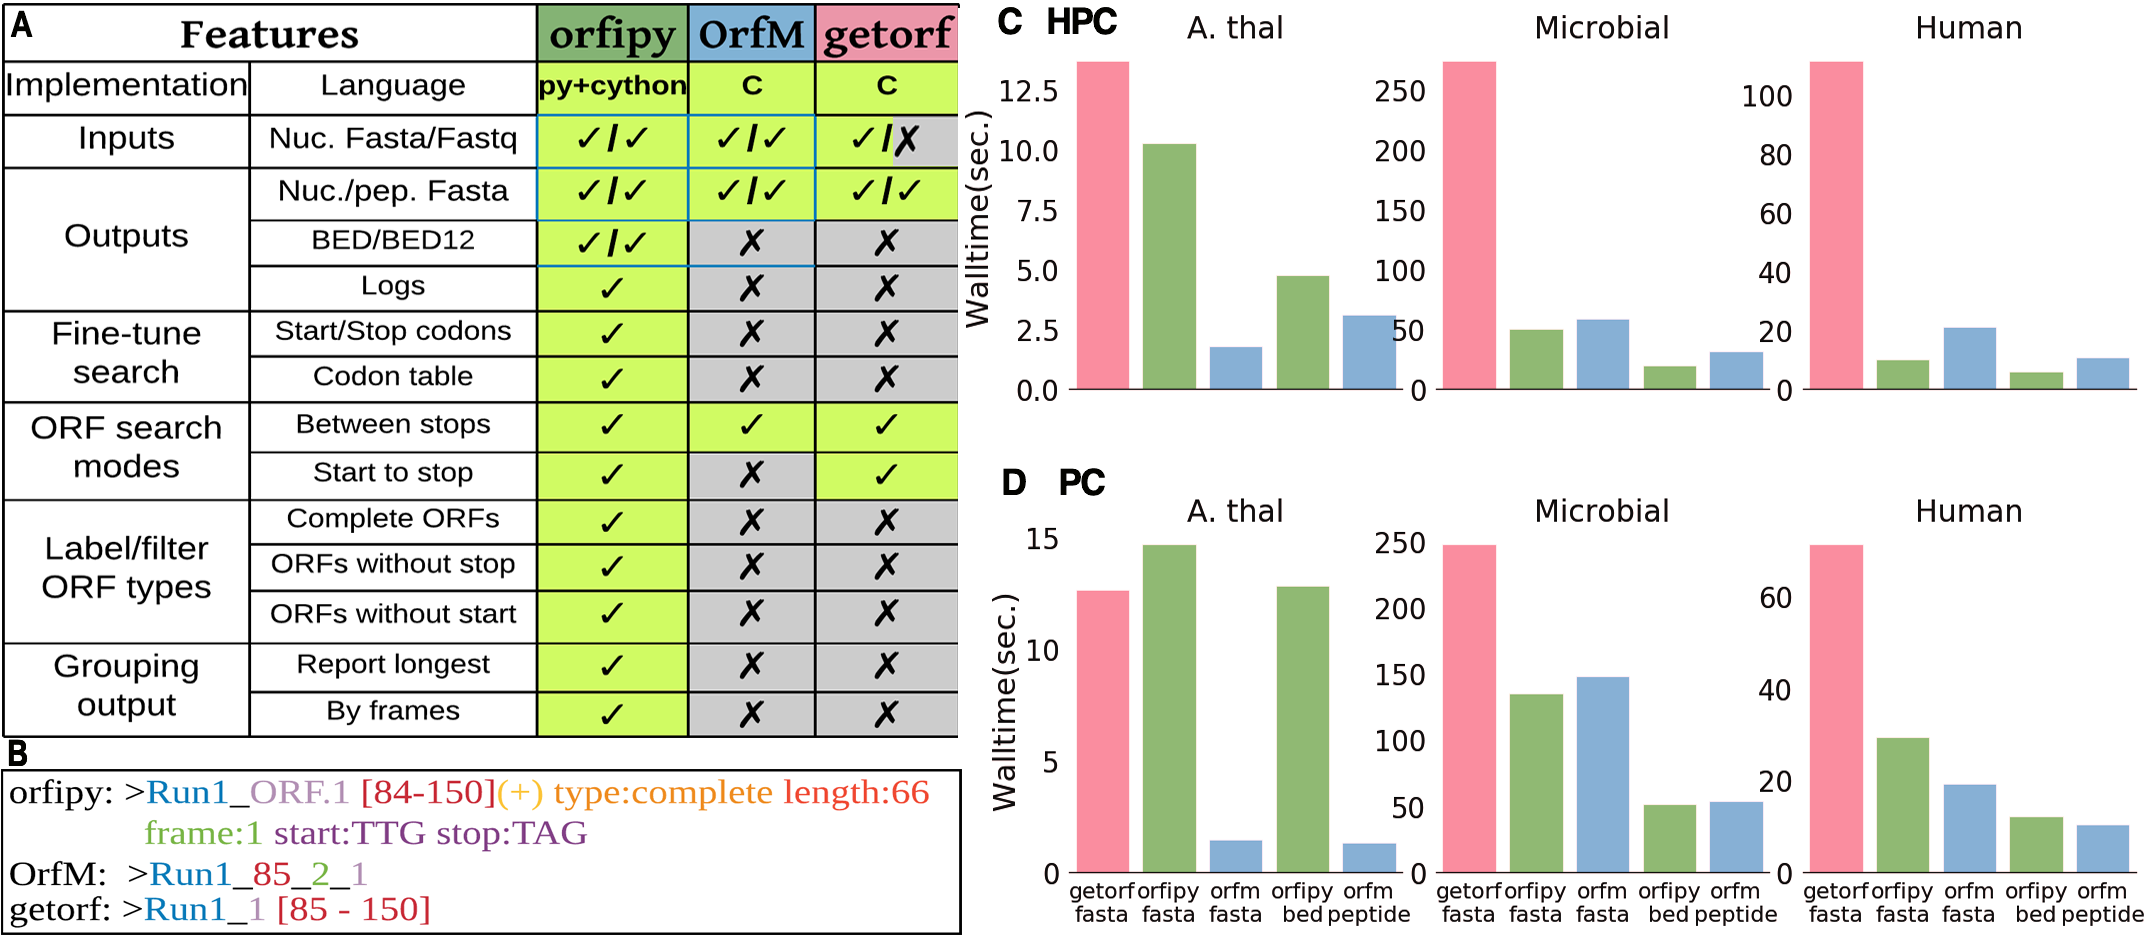 A
Features orfipy OrfM getorf
Implementation Language py+cython C C
Inputs Nuc. Fasta/Fastq ✓/✓ ✓/✓ ✓/✗
Outputs
Nuc./pep. Fasta ✓/✓ ✓/✓ ✓/✓
BED/BED12 ✓/✓ ✗ ✗
Logs ✓ ✗ ✗
Fine-tune
search
Start/Stop codons ✓ ✗ ✗
Codon table ✓ ✗ ✗
ORF search
modes
Between stops ✓ ✓ ✓
Start to stop ✓ ✗ ✓
Label/filter
ORF types
Complete ORFs ✓ ✗ ✗
ORFs without stop ✓ ✗ ✗
ORFs without start ✓ ✗ ✗
Grouping
output
Report longest ✓ ✗ ✗
By frames ✓ ✗ ✗
B
orfipy: >Run1_ORF.1 [84-150](+) type:complete length:66
frame:1 start:TTG stop:TAG
OrfM: >Run1_85_2_1
getorf: >Run1_1 [85 - 150]
C HPC
Walltime(sec.)
A. thal
12.5
10.0
7.5
5.0
2.5
0.0
Microbial
250
200
150
100
50
0
Human
100
80
60
40
20
0
D PC
Walltime(sec.)
A. thal
15
10
5
0
getorf orfipy orfm orfipy orfm
fasta fasta fasta bed peptide
Microbial
250
200
150
100
50
0
getorf orfipy orfm orfipy orfm
fasta fasta fasta bed peptide
Human
60
40
20
0
getorf orfipy orfm orfipy orfm
fasta fasta fasta bed peptide